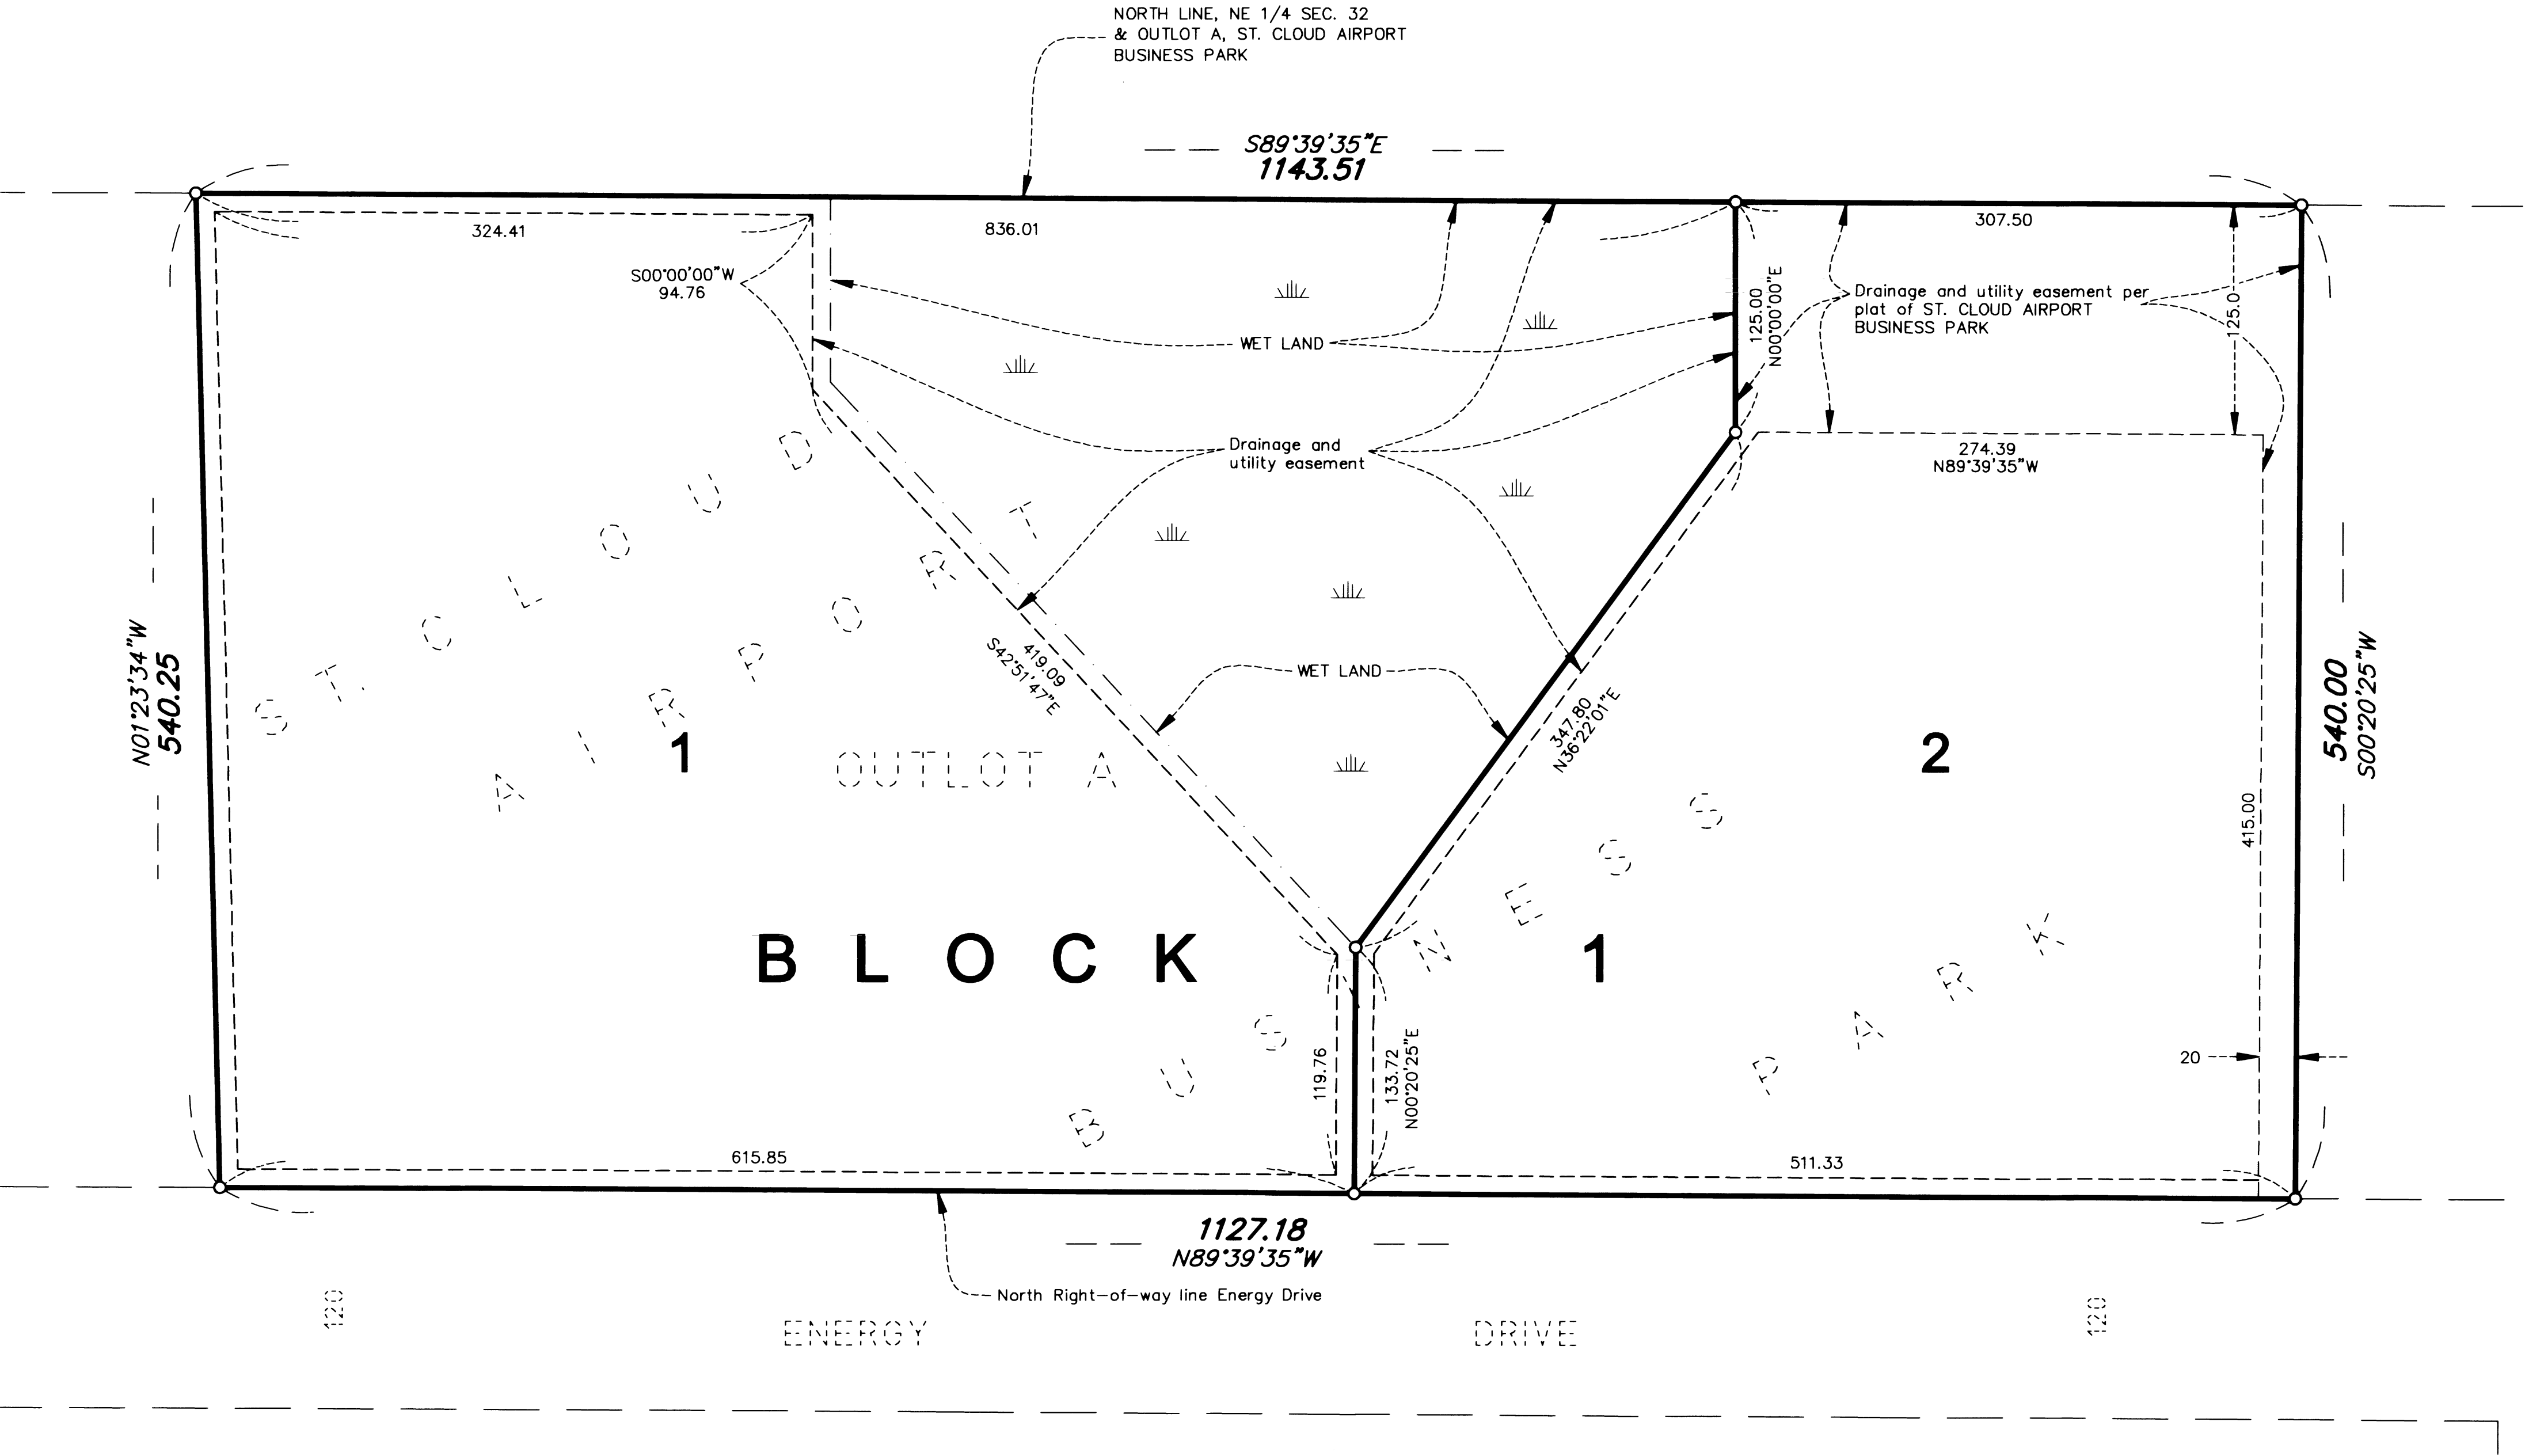 NORTH LINE, NE 1/4 SEC. 32
& OUTLOT A, ST. CLOUD AIRPORT
BUSINESS PARK
S89°39'35"E
1143.51
324.41
836.01
307.50
S00°00'00"W
94.76
WET LAND
125.00
N00°00'00"E
Drainage and utility easement per
plat of ST. CLOUD AIRPORT
BUSINESS PARK
125.0
Drainage and
utility easement
274.39
N89°39'35"W
N01°23'34"W
540.25
419.09
S42°51'47"E
WET LAND
347.80
N36°22'01"E
540.00
S00°20'25"W
ST. CLOUD
AIRPORT
BUSINESS
PARK
1
OUTLOT A
2
415.00
BLOCK 1
119.76
133.72
N00°20'25"E
20
615.85
511.33
1127.18
N89°39'35"W
North Right-of-way line Energy Drive
120
ENERGY DRIVE
120